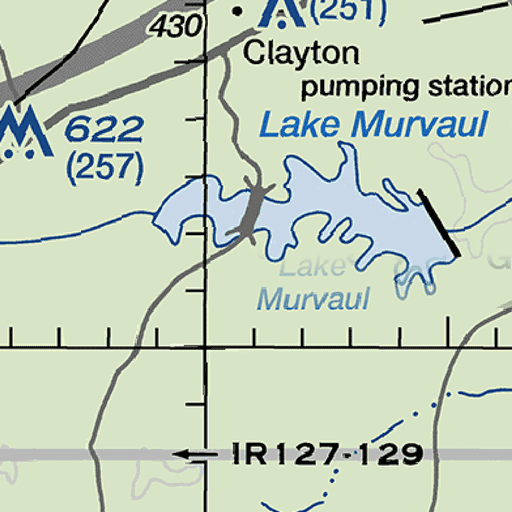 430
(251)
Clayton
pumping station
Lake Murvaul
622
(257)
Lake
Murvaul
G
IR127-129